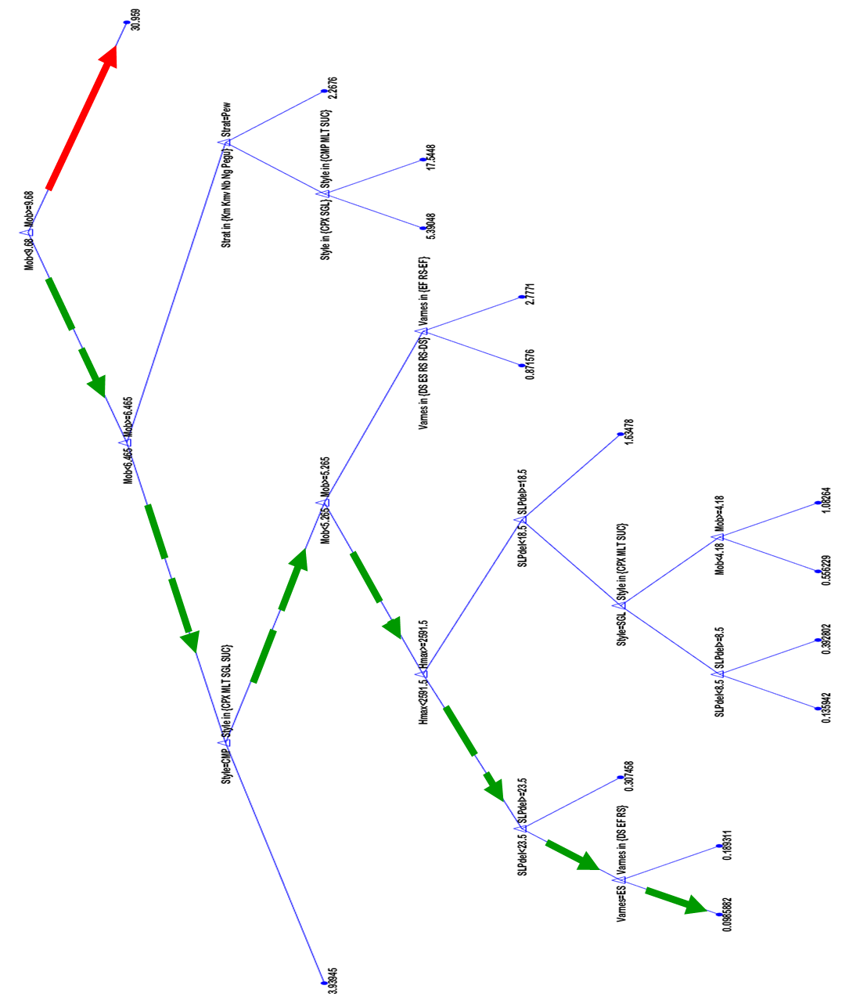 Mob<9.68
Mob>=9.68
30.959
Mob<6.465
Mob>=6.465
Style=CMP
Style in {CPX MLT SGL SUC}
Strat in {Km Kmv Nb Ng Pegu}
Strat=Pew
3.93945
Mob<5.265
Mob>=5.265
Style in {CPX SGL}
Style in {CMP MLT SUC}
2.2676
Hmax<2591.5
Hmax>=2591.5
Varnes in {DS ES RS RS-DS}
Varnes in {EF RS-EF}
5.39048
17.5448
SLPdel<23.5
SLPdel>=23.5
SLPdel<18.5
SLPdel>=18.5
0.871576
2.7771
Varnes=ES
Varnes in {DS EF RS}
0.307458
Style=SGL
Style in {CPX MLT SUC}
1.63478
0.0985882
0.189311
SLPdel<8.5
SLPdel>=8.5
Mob<4.18
Mob>=4.18
0.135942
0.392802
0.556229
1.08264